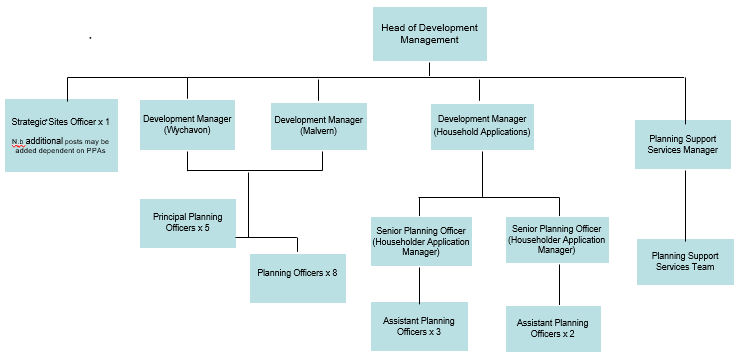 Head of Development
Management
Strategic Sites Officer x 1
N.b additional posts may be
added dependent on PPAs
Development Manager
(Wychavon)
Development Manager
(Malvern)
Development Manager
(Household Applications)
Planning Support
Services Manager
Principal Planning
Officers x 5
Planning Officers x 8
Senior Planning Officer
(Householder Application
Manager)
Senior Planning Officer
(Householder Application
Manager)
Planning Support
Services Team
Assistant Planning
Officers x 3
Assistant Planning
Officers x 2